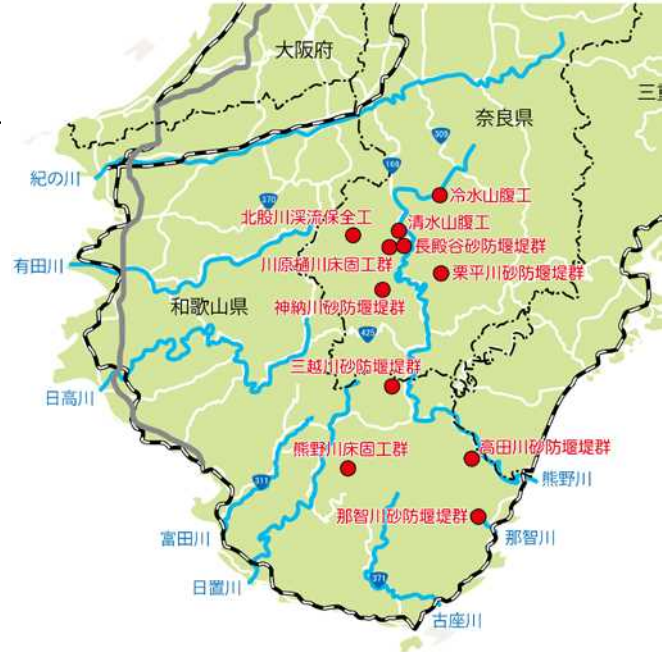 大阪府
三重
奈良県
309
168
紀の川
370
冷水山腹工
北股川渓流保全工
清水山腹工
長殿谷砂防堰堤群
有田川
川原樋川床固工群
栗平川砂防堰堤群
和歌山県
神納川砂防堰堤群
425
三越川砂防堰堤群
日高川
熊野川床固工群
高田川砂防堰堤群
311
熊野川
那智川砂防堰堤群
富田川
那智川
日置川
371
古座川